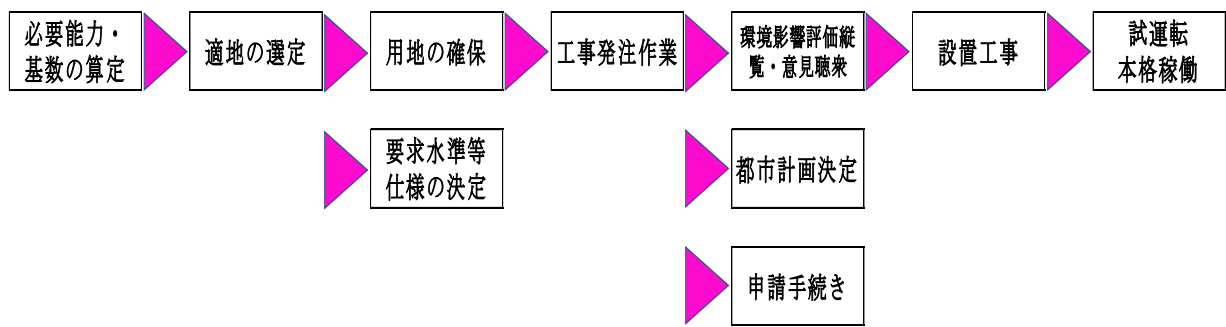 必要能力・
基数の算定
適地の選定
用地の確保
工事発注作業
環境影響評価縦
覧・意見聴衆
設置工事
試運転
本格稼働
要求水準等
仕様の決定
都市計画決定
申請手続き